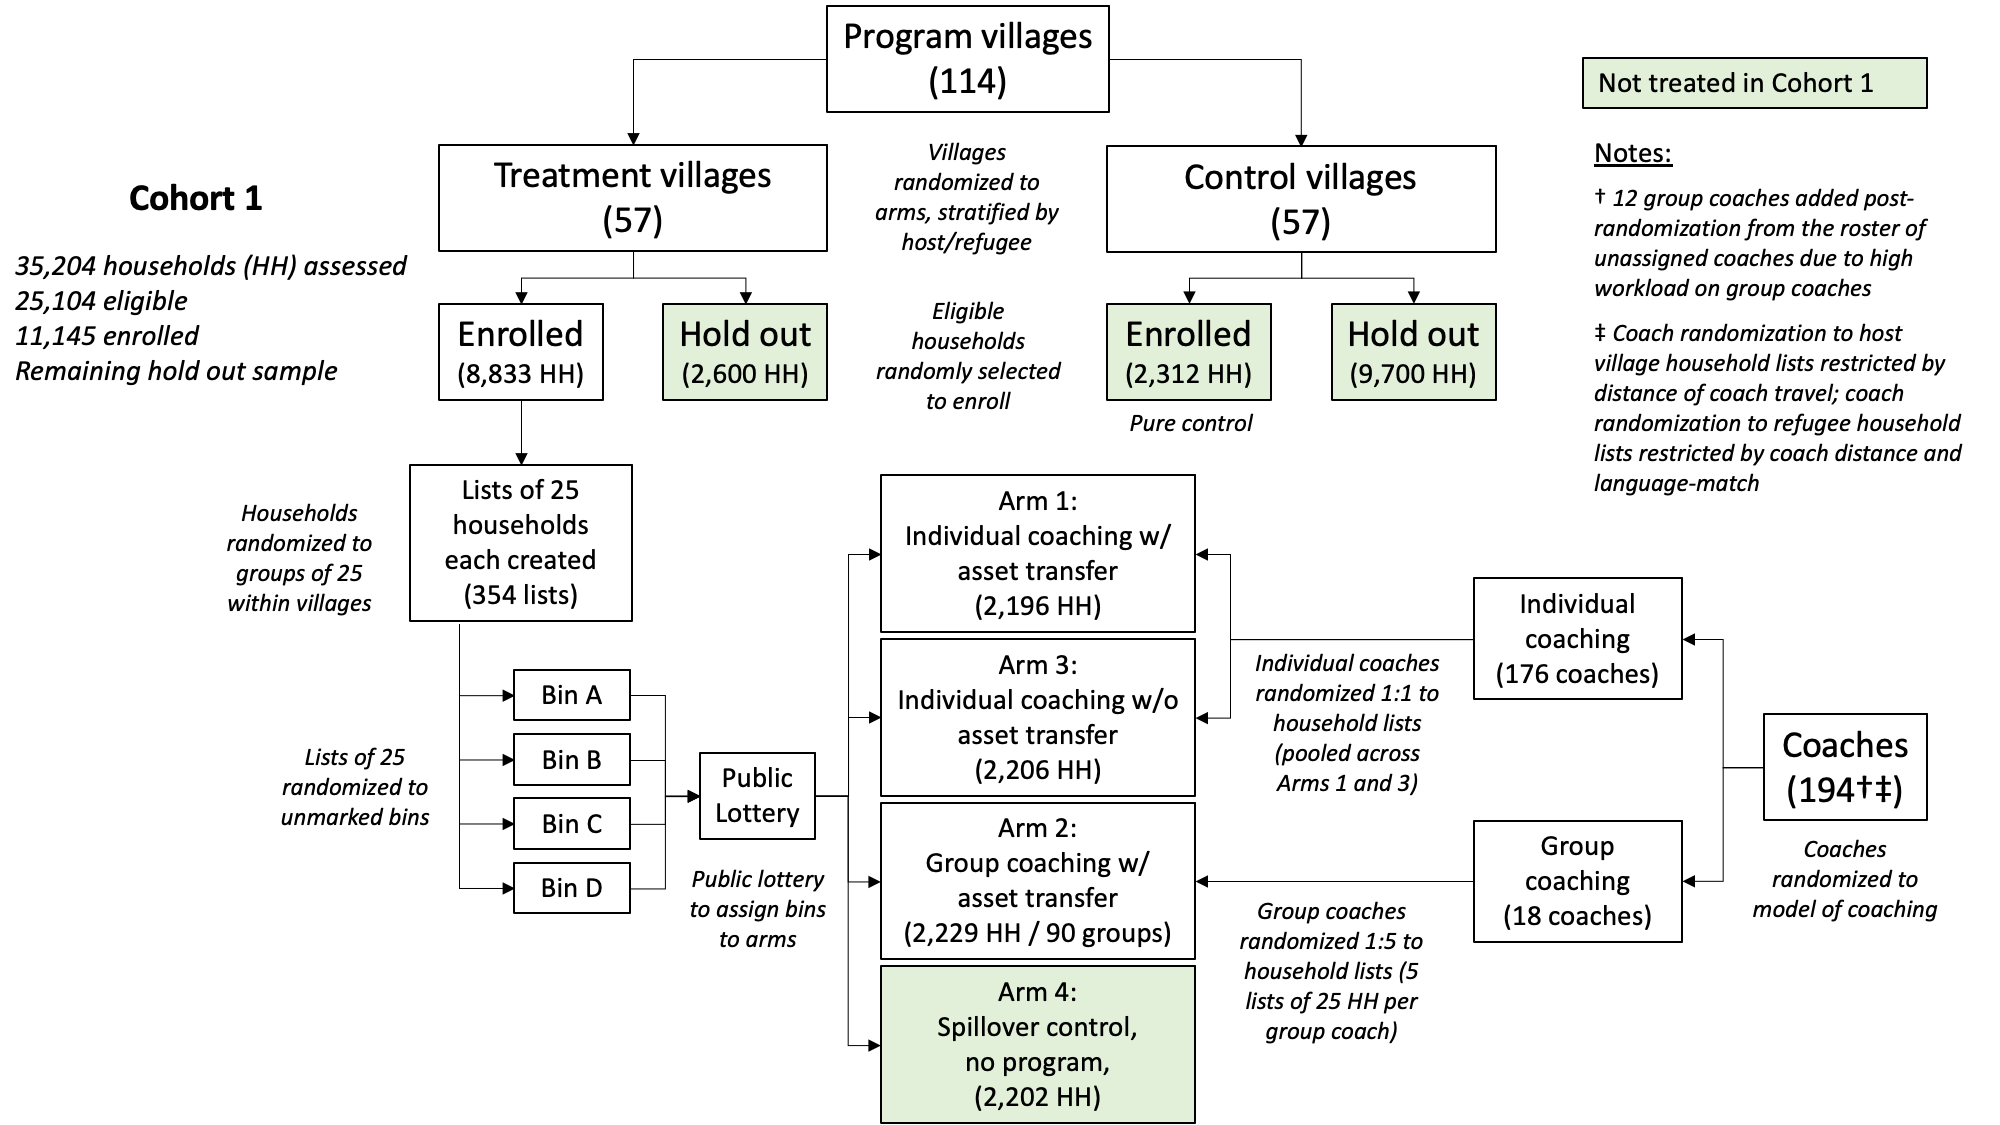 Program villages
(114)
Not treated in Cohort 1
Treatment villages
(57)
Villages
randomized to
arms, stratified by
host/refugee
Control villages
(57)
Cohort 1
35,204 households (HH) assessed
25,104 eligible
11,145 enrolled
Remaining hold out sample
Enrolled
(8,833 HH)
Hold out
(2,600 HH)
Eligible
households
randomly selected
to enroll
Enrolled
(2,312 HH)
Pure control
Hold out
(9,700 HH)
Notes:
† 12 group coaches added post-
randomization from the roster of
unassigned coaches due to high
workload on group coaches
‡ Coach randomization to host
village household lists restricted by
distance of coach travel; coach
randomization to refugee household
lists restricted by coach distance and
language-match
Households
randomized to
groups of 25
within villages
Lists of 25
households
each created
(354 lists)
Lists of 25
randomized to
unmarked bins
Bin A
Bin B
Bin C
Bin D
Public
Lottery
Public lottery
to assign bins
to arms
Arm 1:
Individual coaching w/
asset transfer
(2,196 HH)
Arm 3:
Individual coaching w/o
asset transfer
(2,206 HH)
Arm 2:
Group coaching w/
asset transfer
(2,229 HH / 90 groups)
Arm 4:
Spillover control,
no program,
(2,202 HH)
Individual coaches
randomized 1:1 to
household lists
(pooled across
Arms 1 and 3)
Group coaches
randomized 1:5 to
household lists (5
lists of 25 HH per
group coach)
Individual
coaching
(176 coaches)
Group
coaching
(18 coaches)
Coaches
(194†‡)
Coaches
randomized to
model of coaching